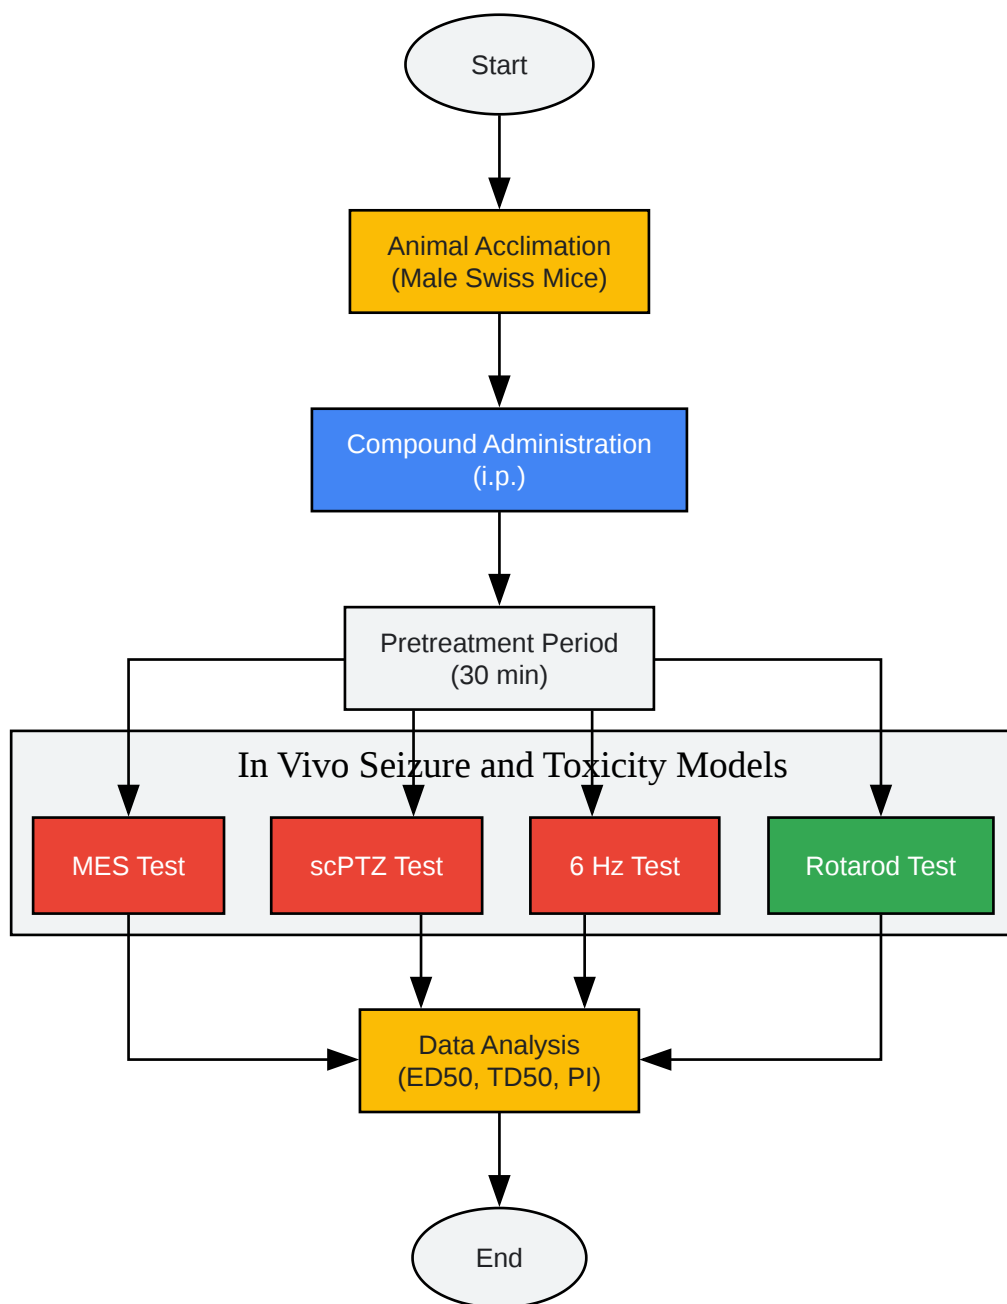 Start
Animal Acclimation
(Male Swiss Mice)
Compound Administration
(i.p.)
Pretreatment Period
(30 min)
In Vivo Seizure and Toxicity Models
MES Test
scPTZ Test
6 Hz Test
Rotarod Test
Data Analysis
(ED50, TD50, PI)
End